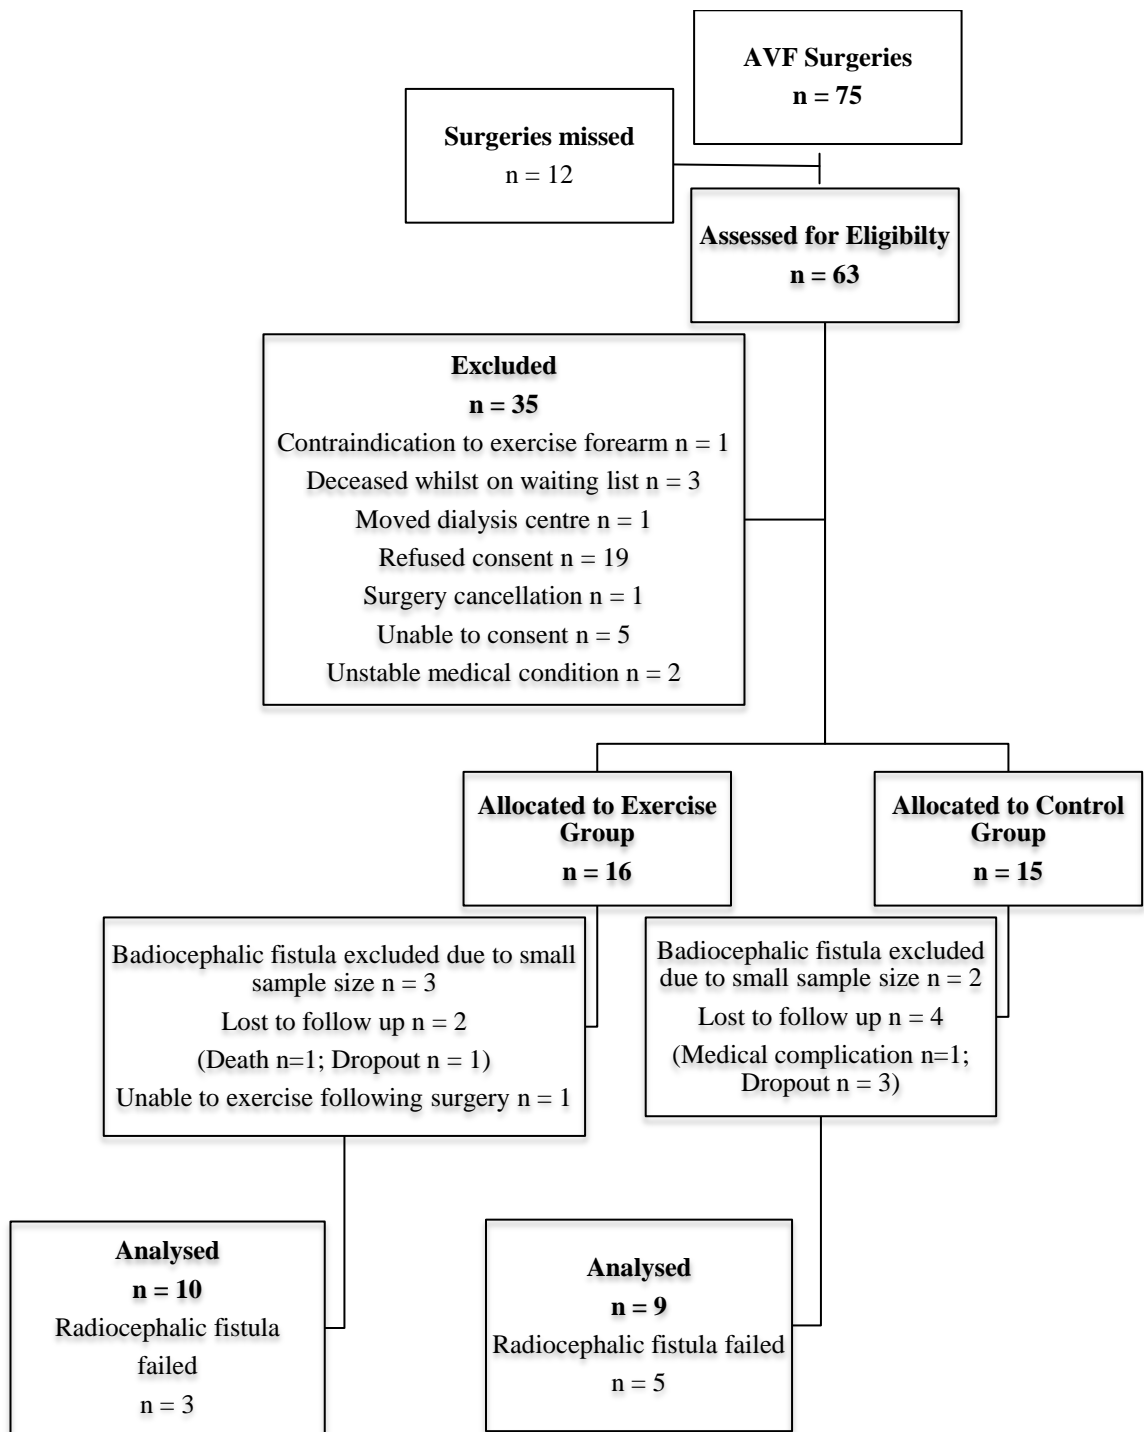 AVF Surgeries
n = 75
Surgeries missed
n = 12
Assessed for Eligibilty
n = 63
Excluded
n = 35
Contraindication to exercise forearm n = 1
Deceased whilst on waiting list n = 3
Moved dialysis centre n = 1
Refused consent n = 19
Surgery cancellation n = 1
Unable to consent n = 5
Unstable medical condition n = 2
Allocated to Exercise
Group
n = 16
Allocated to Control
Group
n = 15
Badiocephalic fistula excluded due to small
sample size n = 3
Lost to follow up n = 2
(Death n=1; Dropout n = 1)
Unable to exercise following surgery n = 1
Badiocephalic fistula excluded
due to small sample size n = 2
Lost to follow up n = 4
(Medical complication n=1;
Dropout n = 3)
Analysed
n = 10
Radiocephalic fistula
failed
n = 3
Analysed
n = 9
Radiocephalic fistula failed
n = 5